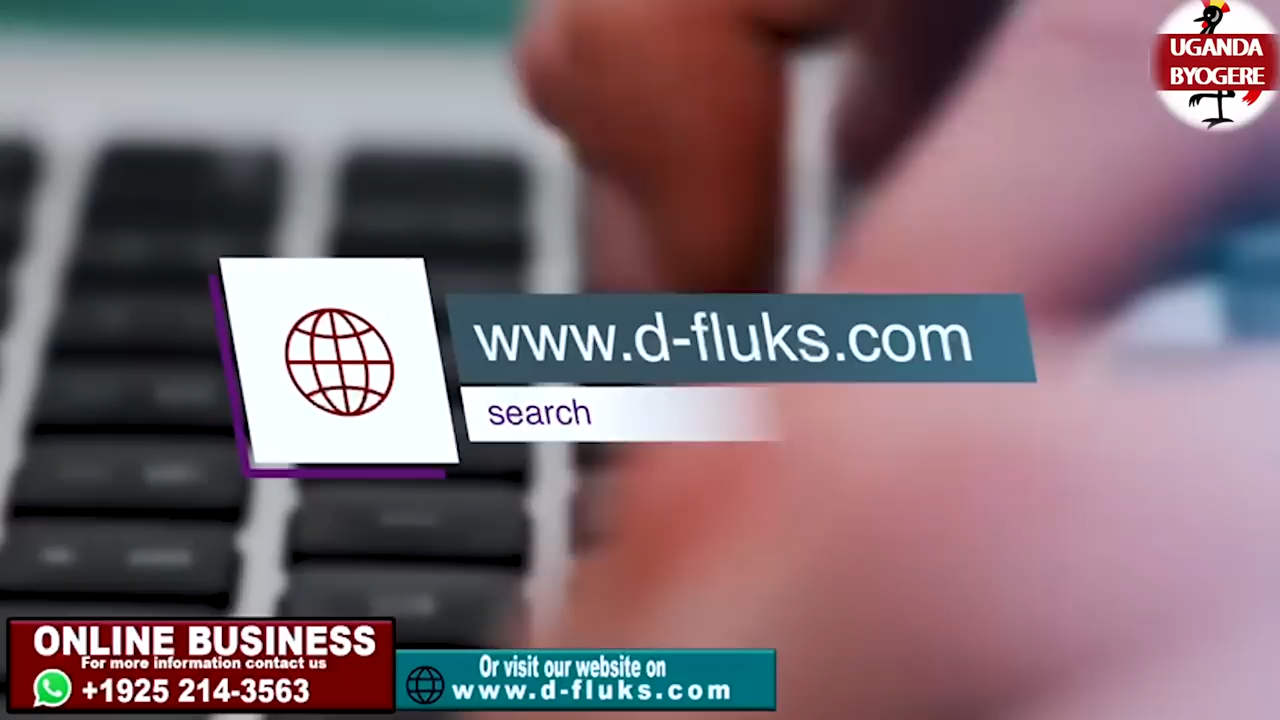 UGANDA
BYOGERE
www.d-fluks.com
search
ONLINE BUSINESS
For more information contact us
+1925 214-3563
Or visit our website on
www.d-fluks.com